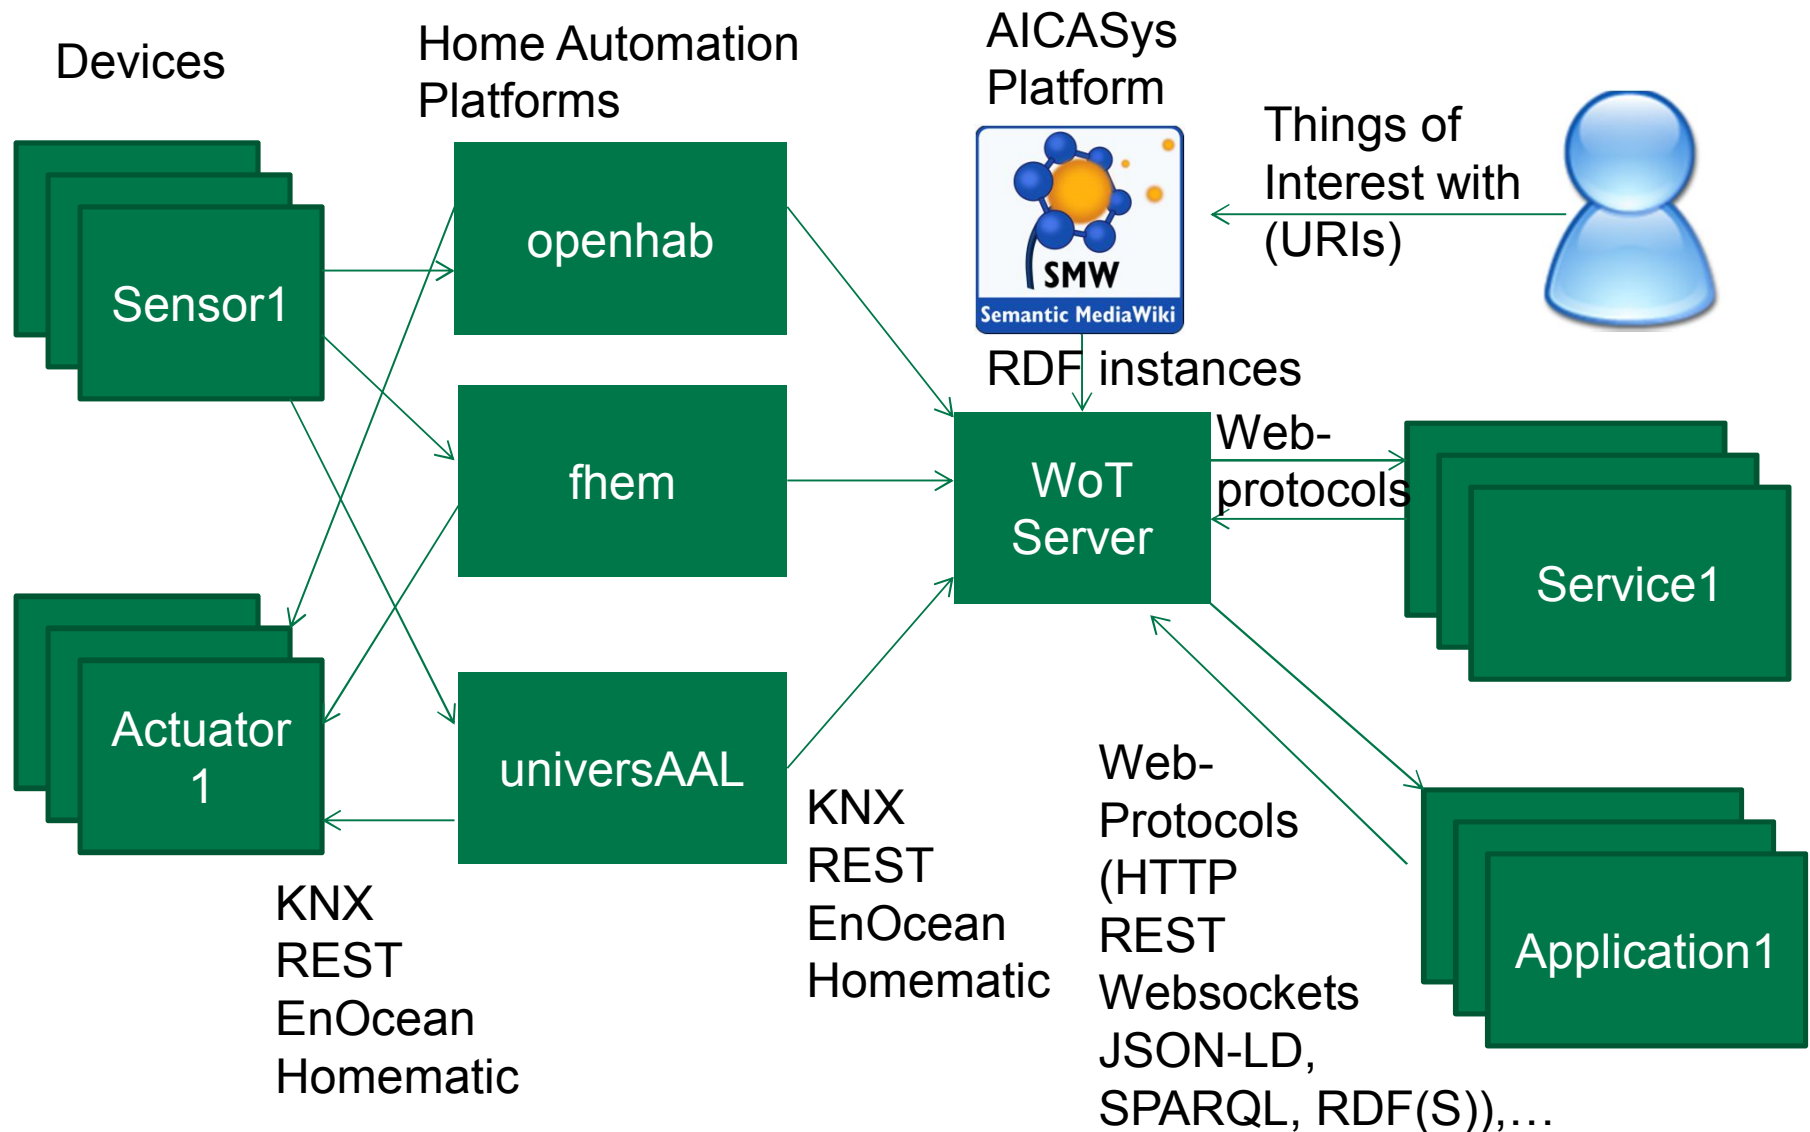 Devices
Home Automation
Platforms
AICASys
Platform
Things of
Interest with
(URIs)
Sensor1
openhab
SMW
Semantic MediaWiki
RDF instances
fhem
WoT
Server
Web-
protocols
Service1
Actuator
1
universAAL
KNX
REST
EnOcean
Homematic
KNX
REST
EnOcean
Homematic
Web-
Protocols
(HTTP
REST
Websockets
JSON-LD,
SPARQL, RDF(S)),…
Application1